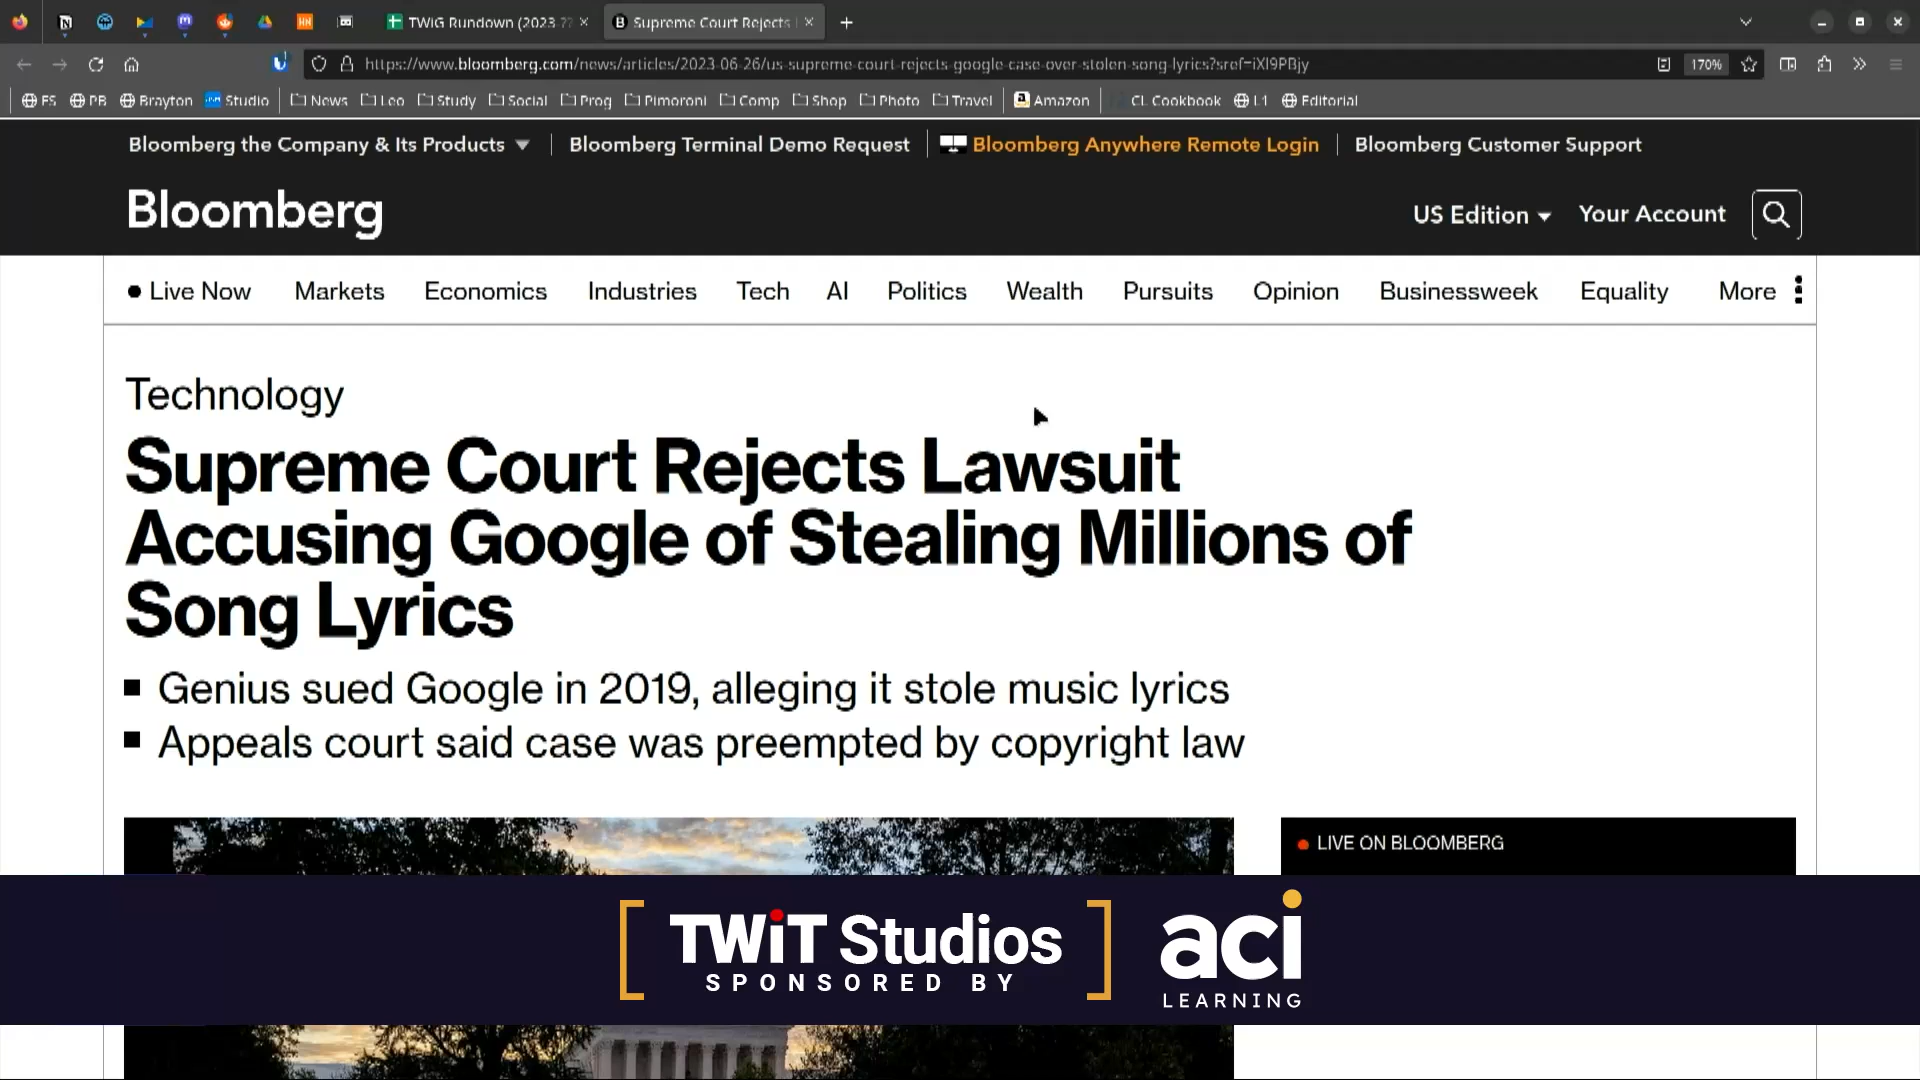 TWiG Rundown (2023-??
Supreme Court Rejects
https://www.bloomberg.com/news/articles/2023-06-26/us-supreme-court-rejects-google-case-over-stolen-song-lyrics?sref=iXI9PBjy
170%
FS PB Brayton Studio News Leo Study Social Prog Pimoroni Comp Shop Photo Travel Amazon CL Cookbook L1 Editorial
Bloomberg the Company & Its Products Bloomberg Terminal Demo Request Bloomberg Anywhere Remote Login Bloomberg Customer Support
Bloomberg
US Edition Your Account
Live Now Markets Economics Industries Tech AI Politics Wealth Pursuits Opinion Businessweek Equality More
Technology
Supreme Court Rejects Lawsuit
Accusing Google of Stealing Millions of
Song Lyrics
Genius sued Google in 2019, alleging it stole music lyrics
Appeals court said case was preempted by copyright law
LIVE ON BLOOMBERG
TWiT Studios
SPONSORED BY
aci
LEARNING